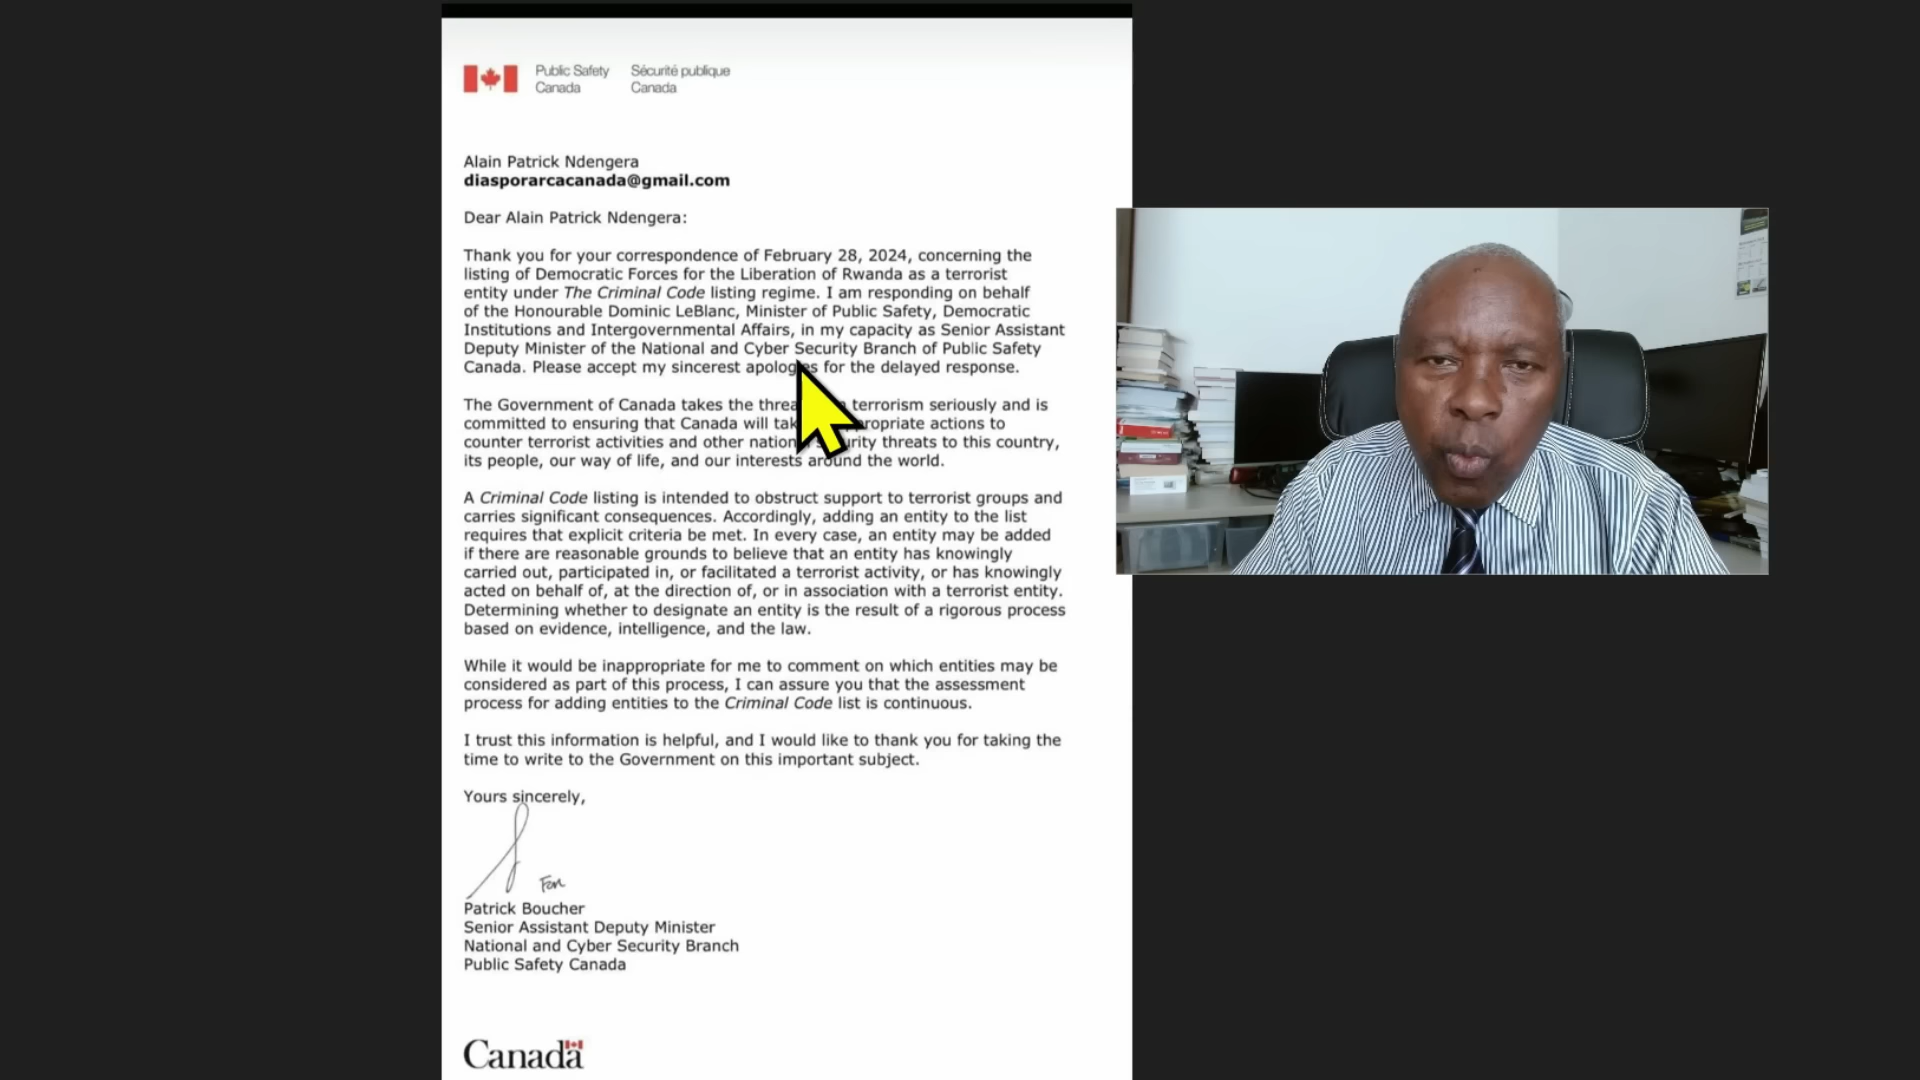 Public Safety Canada
Sécurité publique Canada
Alain Patrick Ndengera
diasporarcacanada@gmail.com
Dear Alain Patrick Ndengera:
Thank you for your correspondence of February 28, 2024, concerning the
listing of Democratic Forces for the Liberation of Rwanda as a terrorist
entity under The Criminal Code listing regime. I am responding on behalf
of the Honourable Dominic LeBlanc, Minister of Public Safety, Democratic
Institutions and Intergovernmental Affairs, in my capacity as Senior Assistant
Deputy Minister of the National and Cyber Security Branch of Public Safety
Canada. Please accept my sincerest apologies for the delayed response.
The Government of Canada takes the terrorism seriously and is
committed to ensuring that Canada will actions to
counter terrorist activities and other threats to this country,
its people, our way of life, and our interests around the world.
A Criminal Code listing is intended to obstruct support to terrorist groups and
carries significant consequences. Accordingly, adding an entity to the list
requires that explicit criteria be met. In every case, an entity may be added
if there are reasonable grounds to believe that an entity has knowingly
carried out, participated in, or facilitated a terrorist activity, or has knowingly
acted on behalf of, at the direction of, or in association with a terrorist entity.
Determining whether to designate an entity is the result of a rigorous process
based on evidence, intelligence, and the law.
While it would be inappropriate for me to comment on which entities may be
considered as part of this process, I can assure you that the assessment
process for adding entities to the Criminal Code list is continuous.
I trust this information is helpful, and I would like to thank you for taking the
time to write to the Government on this important subject.
Yours sincerely,
For
Patrick Boucher
Senior Assistant Deputy Minister
National and Cyber Security Branch
Public Safety Canada
Canada